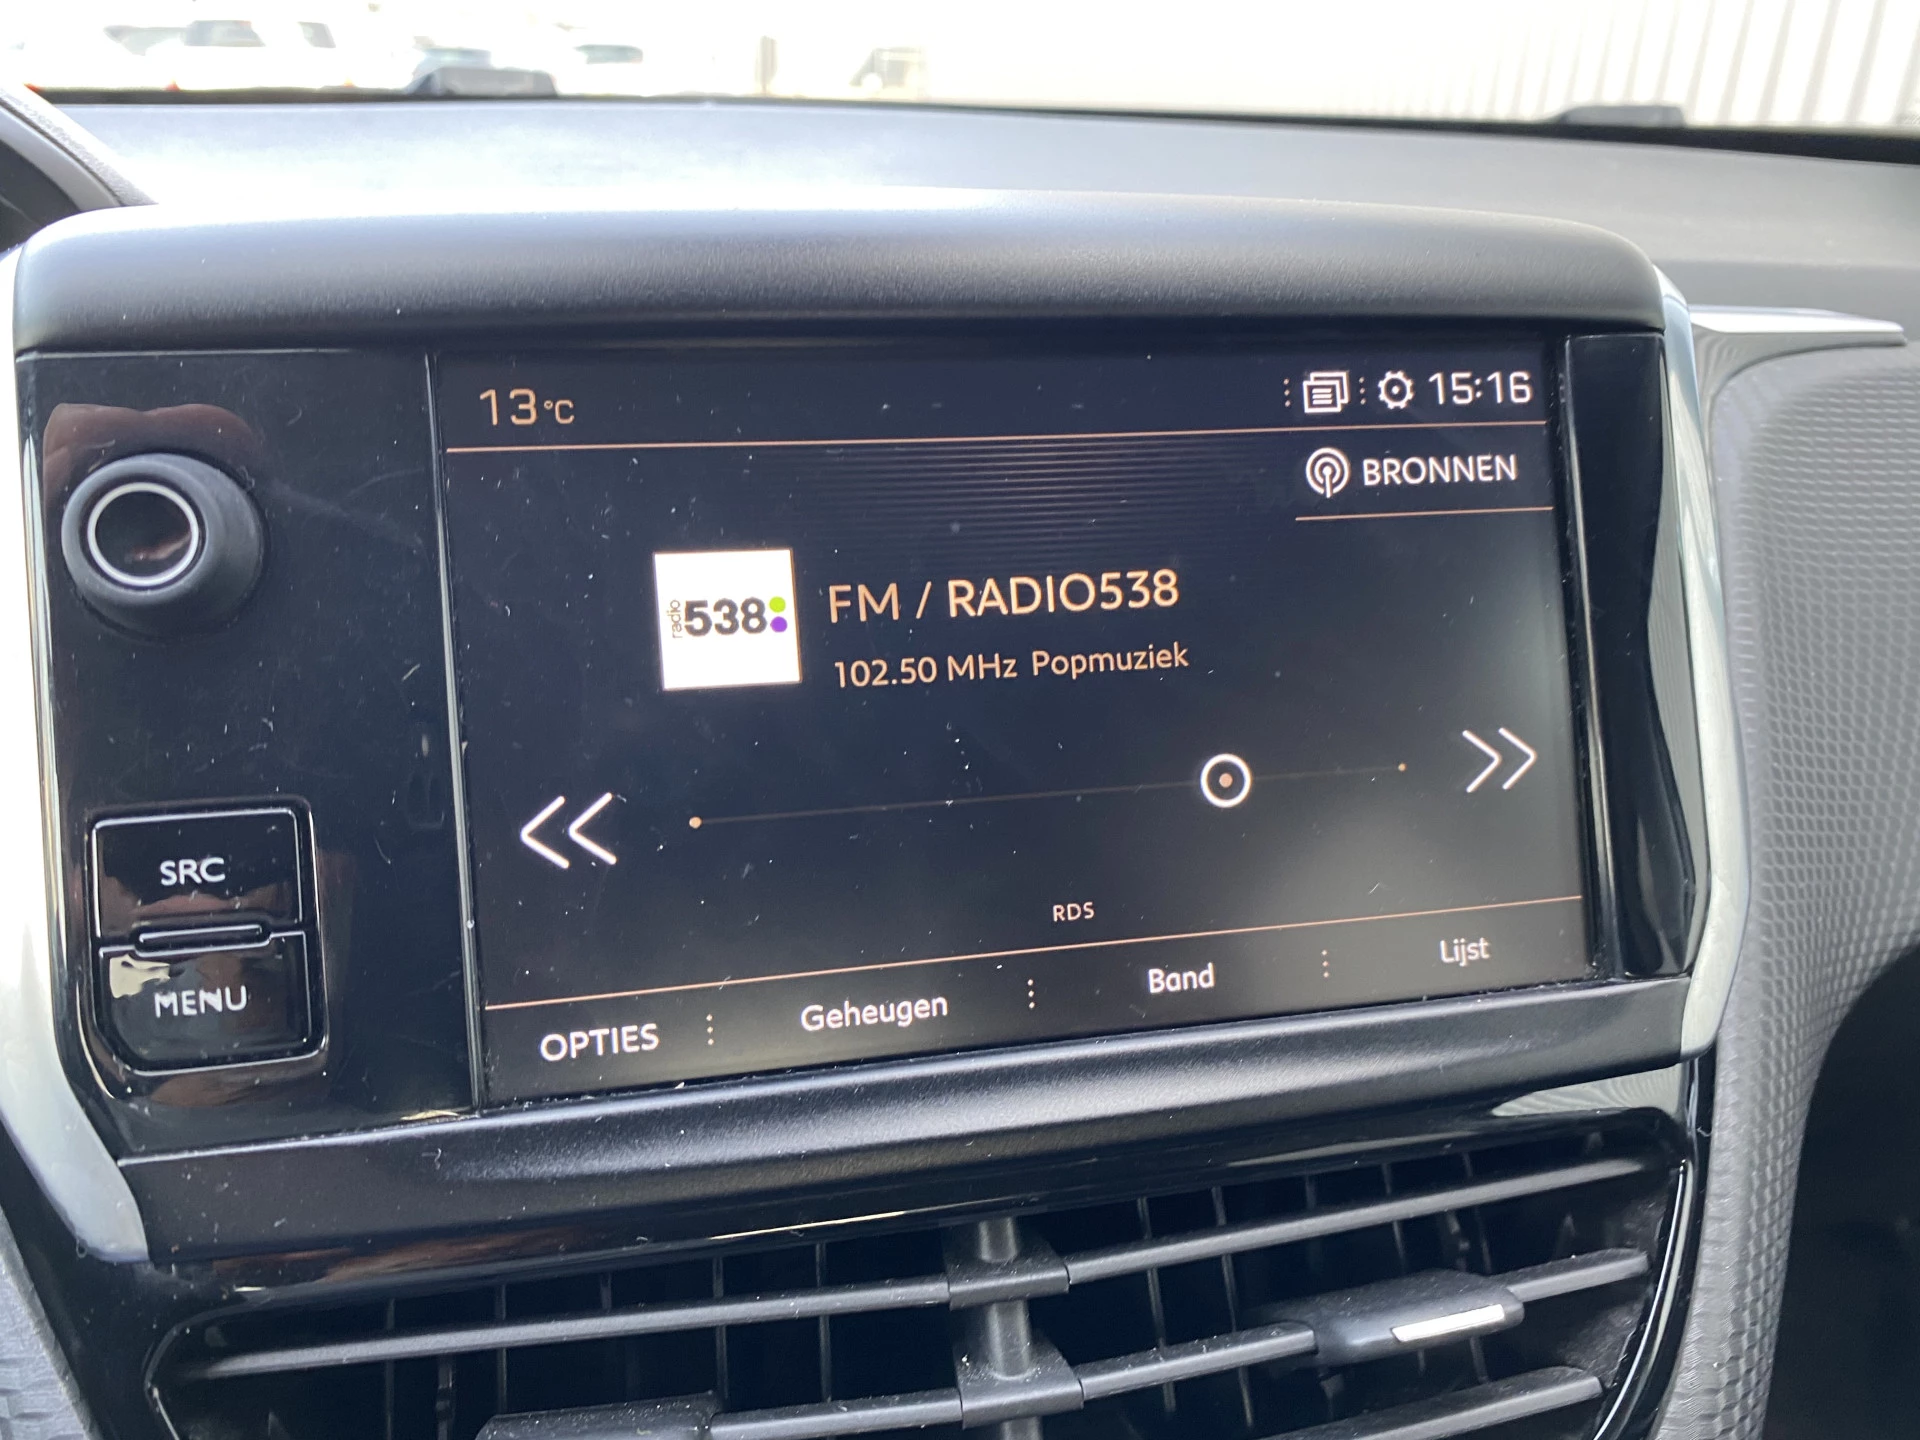 13°C
15:16
BRONNEN
radio 538
FM / RADIO538
102.50 MHz Popmuziek
RDS
OPTIES
Geheugen
Band
Lijst
SRC
MENU